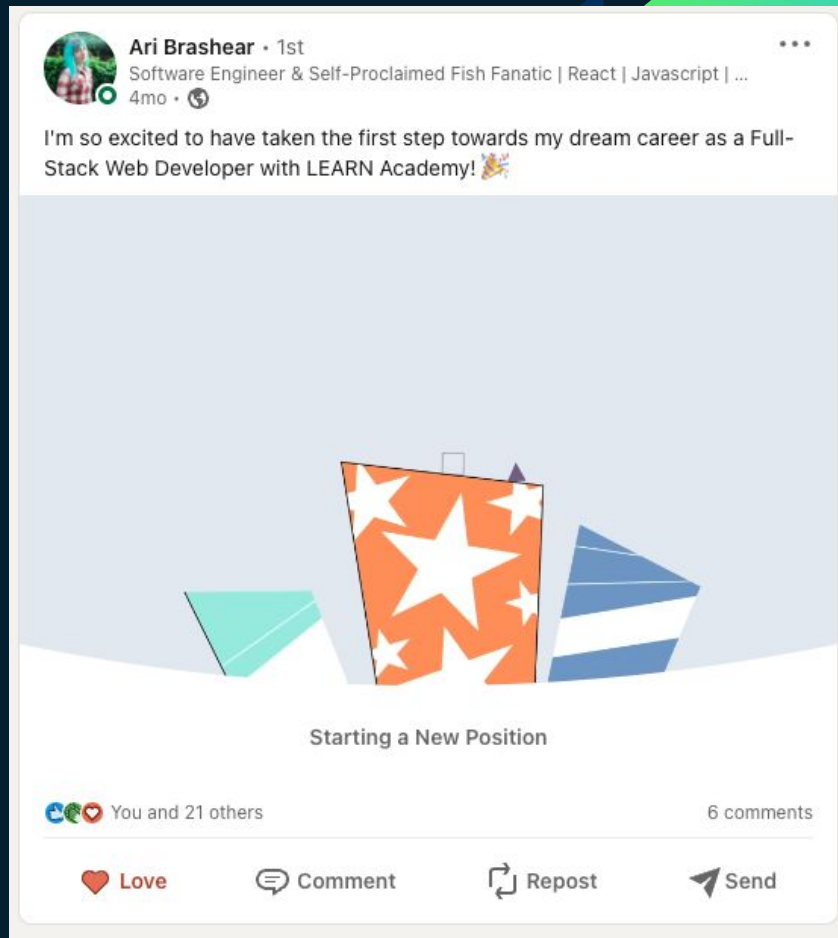 Ari Brashear • 1st
Software Engineer & Self-Proclaimed Fish Fanatic | React | Javascript | ...
4mo •
I'm so excited to have taken the first step towards my dream career as a Full-
Stack Web Developer with LEARN Academy! 🎉
Starting a New Position
You and 21 others 6 comments
Love Comment Repost Send